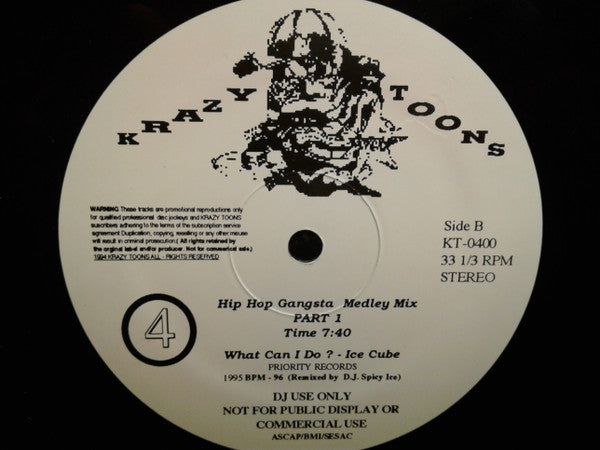 KRAZY TOONS
WARNING These tracks are promotional reproductions only
for qualified professional disc jockeys and KRAZY TOONS
suscribers adhering to the terms of the subscription service
agreement Duplication, copying, reselling or any other misuse
will result in criminal prosecution.( All rights retained by
the orginal label and/or producer. Not for conversational sale.)
1994 KRAZY TOONS ALL - RIGHTS RESERVED
Side B
KT-0400
33 1/3 RPM
STEREO
4
Hip Hop Gangsta Medley Mix
PART 1
Time 7:40
What Can I Do ? - Ice Cube
PRIORITY RECORDS
1995 BPM - 96 (Remixed by D.J. Spicy Ice)
DJ USE ONLY
NOT FOR PUBLIC DISPLAY OR
COMMERCIAL USE
ASCAP/BMI/SESAC